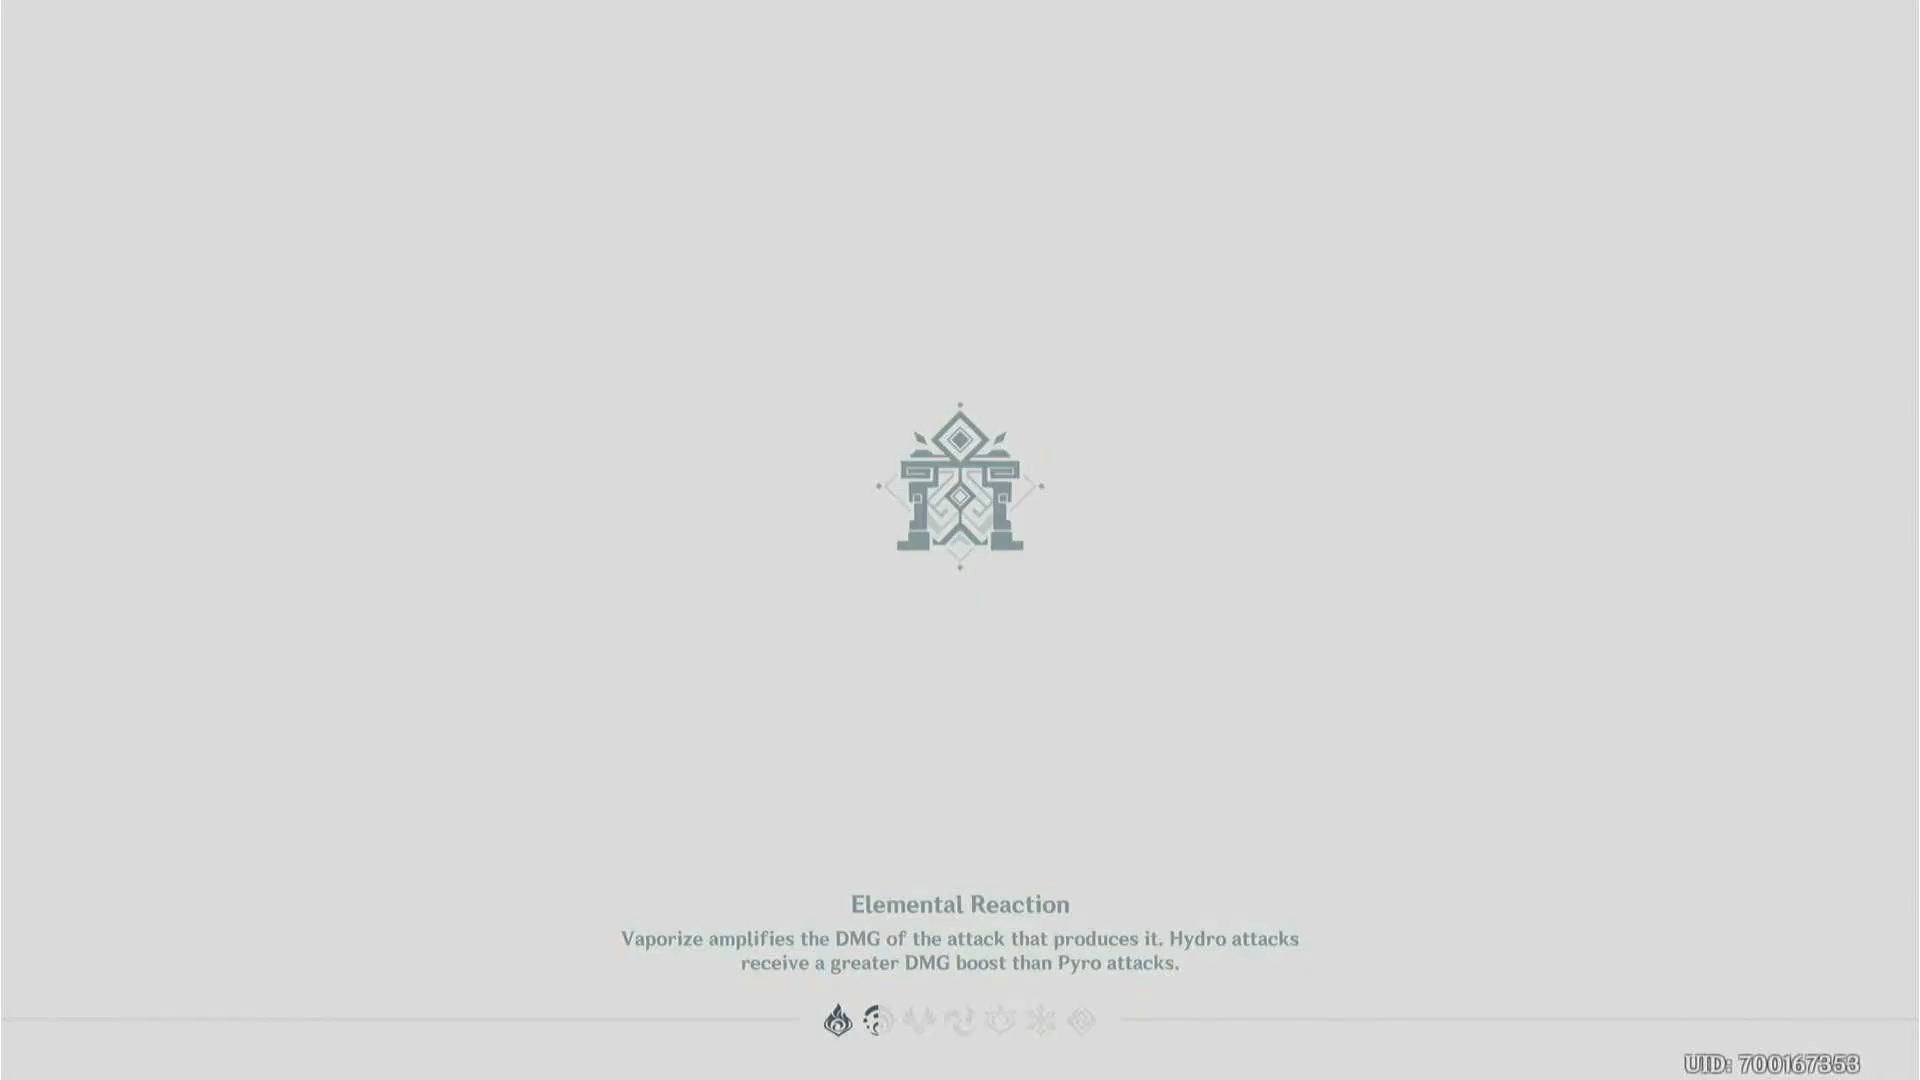 Elemental Reaction
Vaporize amplifies the DMG of the attack that produces it. Hydro attacks
receive a greater DMG boost than Pyro attacks.
UID: 700167353